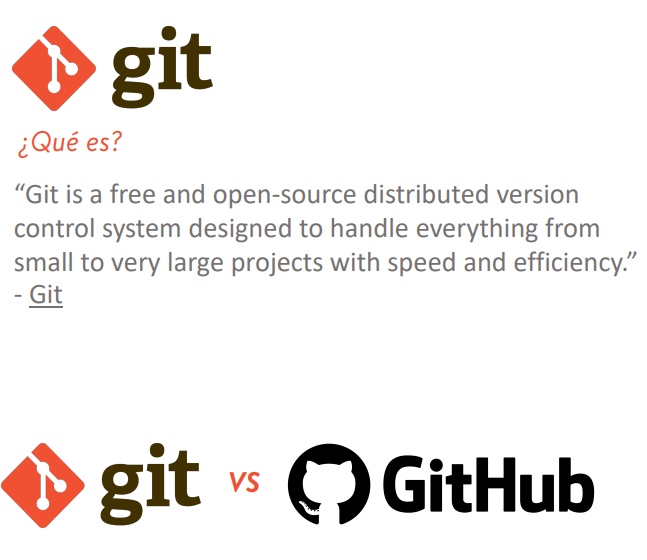 git
¿Qué es?
“Git is a free and open-source distributed version
control system designed to handle everything from
small to very large projects with speed and efficiency.”
- Git
git vs GitHub